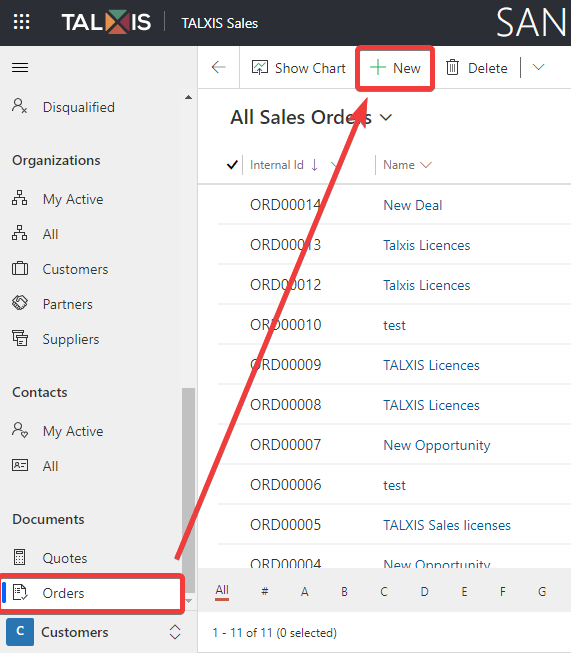 TALXIS TALXIS Sales SAN
Show Chart New Delete
Disqualified
All Sales Orders
Organizations
Internal Id Name
My Active
ORD00014 New Deal
All
ORD00013 Talxis Licences
Customers
ORD00012 Talxis Licences
Partners
ORD00010 test
Suppliers
ORD00009 TALXIS Licences
Contacts
ORD00008 TALXIS Licences
My Active
ORD00007 New Opportunity
All
ORD00006 test
Documents
ORD00005 TALXIS Sales licenses
Quotes
ORD00004 New Opportunity
Orders
All # A B C D E F G
C Customers
1 - 11 of 11 (0 selected)